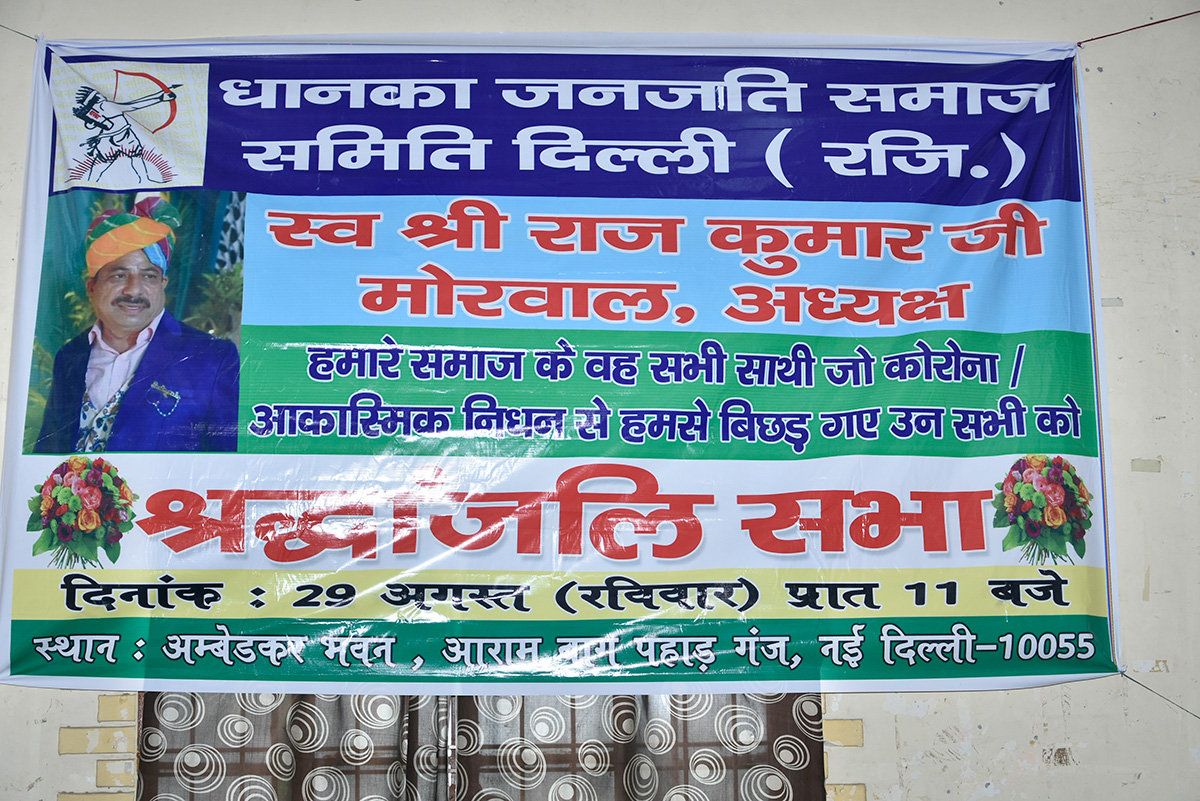 धानका जनजाति समाज
समिति दिल्ली ( रजि.)
स्व श्री राज कुमार जी
मोरवाल, अध्यक्ष
हमारे समाज के वह सभी साथी जो कोरोना /
आकास्मिक निधन से हमसे बिछड़ गए उन सभी को
श्रद्धांजलि सभा
दिनांक : 29 अगस्त (रविवार) प्रात 11 बजे
स्थान : अम्बेडकर भवन , आराम बाग पहाड़ गंज, नई दिल्ली-10055